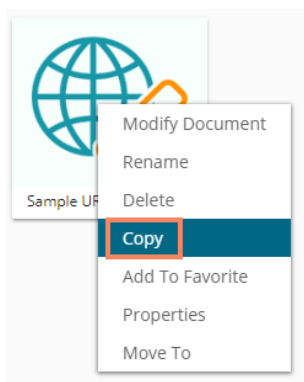 Modify Document
Rename
Sample UR
Delete
Copy
Add To Favorite
Properties
Move To